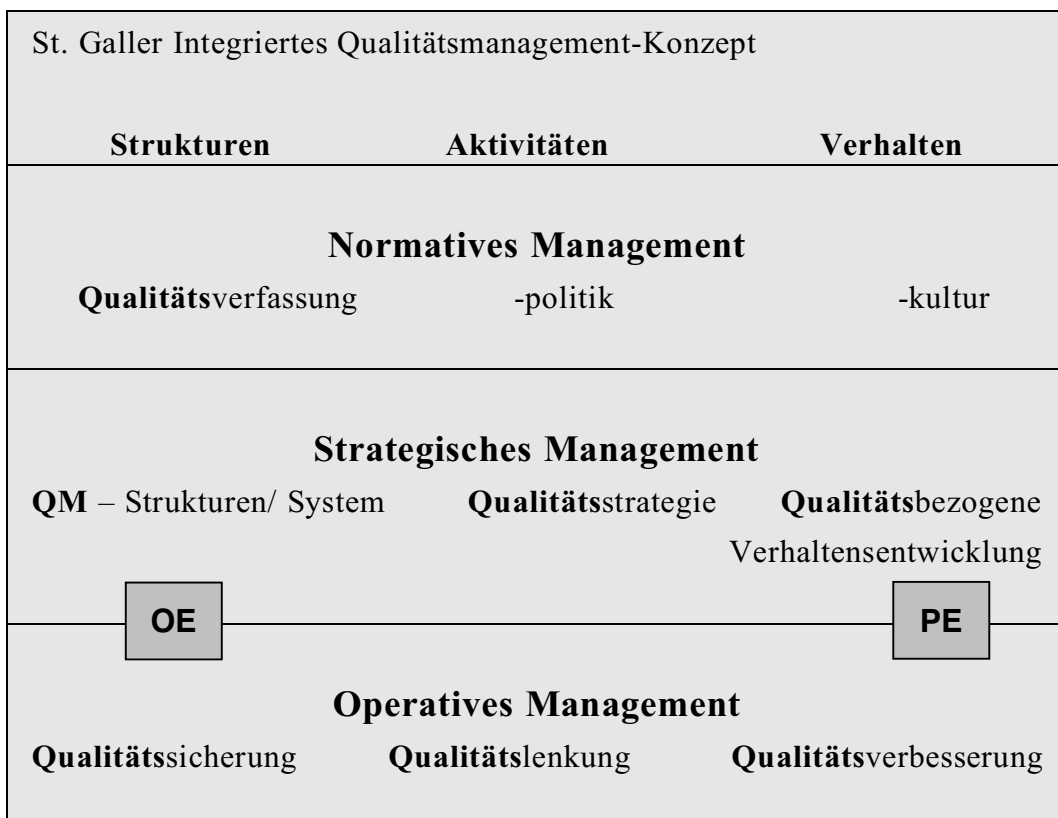 St. Galler Integriertes Qualitätsmanagement-Konzept
Strukturen Aktivitäten Verhalten
Normatives Management
Qualitätsverfassung -politik -kultur
Strategisches Management
QM – Strukturen/ System Qualitätsstrategie Qualitätsbezogene
Verhaltensentwicklung
OE PE
Operatives Management
Qualitätssicherung Qualitätslenkung Qualitätsverbesserung